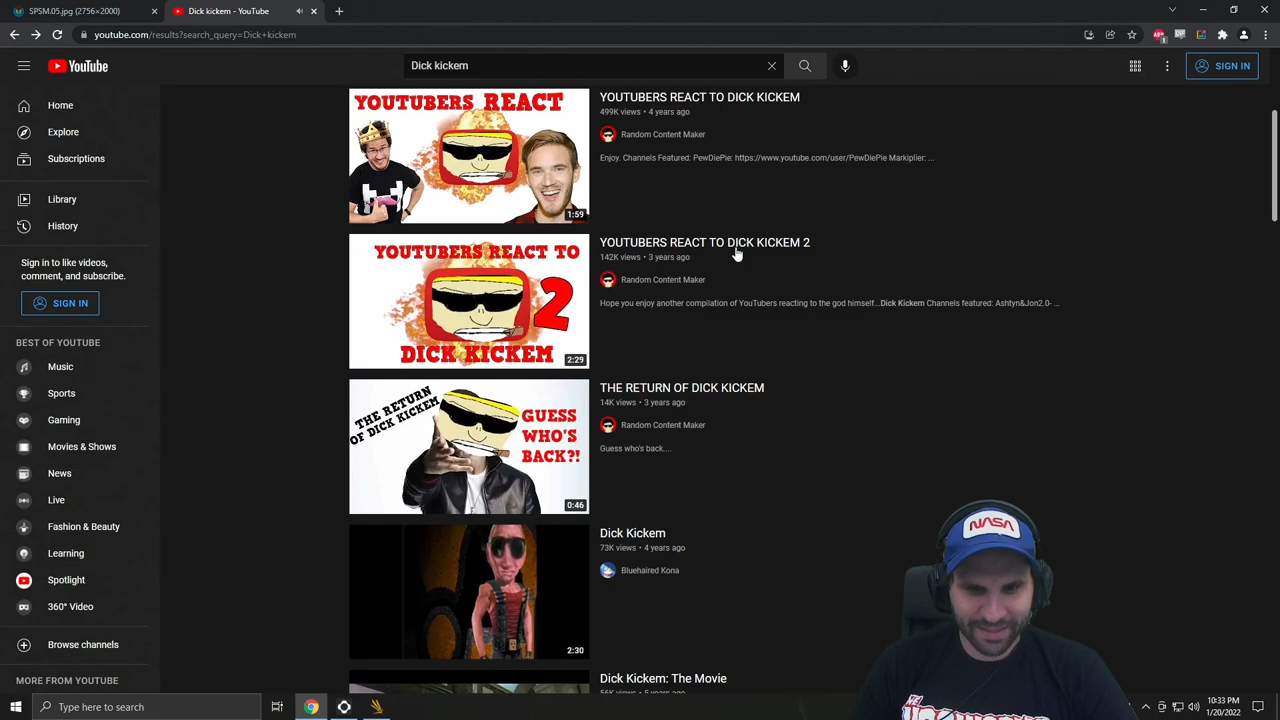 SPSM.05.jpg (2756×2000)
Dick kickem - YouTube
youtube.com/results?search_query=Dick+kickem
YouTube
Dick kickem
SIGN IN
Home
Explore
Subscriptions
Library
History
Sign in to like videos,
comment, and subscribe.
SIGN IN
BEST OF YOUTUBE
Music
Sports
Gaming
Movies & Shows
News
Live
Fashion & Beauty
Learning
Spotlight
360° Video
Browse channels
MORE FROM YOUTUBE
YOUTUBERS REACT
1:59
YOUTUBERS REACT TO DICK KICKEM
499K views • 4 years ago
Random Content Maker
Enjoy. Channels Featured: PewDiePie: https://www.youtube.com/user/PewDiePie Markiplier: ...
YOUTUBERS REACT TO
2
DICK KICKEM
2:29
YOUTUBERS REACT TO DICK KICKEM 2
142K views • 3 years ago
Random Content Maker
Hope you enjoy another compilation of YouTubers reacting to the god himself...Dick Kickem Channels featured: Ashtyn&Jon2.0- ...
THE RETURN
OF DICK KICKEM
GUESS
WHO'S
BACK?!
0:46
THE RETURN OF DICK KICKEM
14K views • 3 years ago
Random Content Maker
Guess who's back....
2:30
Dick Kickem
73K views • 4 years ago
Bluehaired Kona
Dick Kickem: The Movie
56K views • 5 years ago
NASA
Type here to search
10:33 PM
1/20/2022